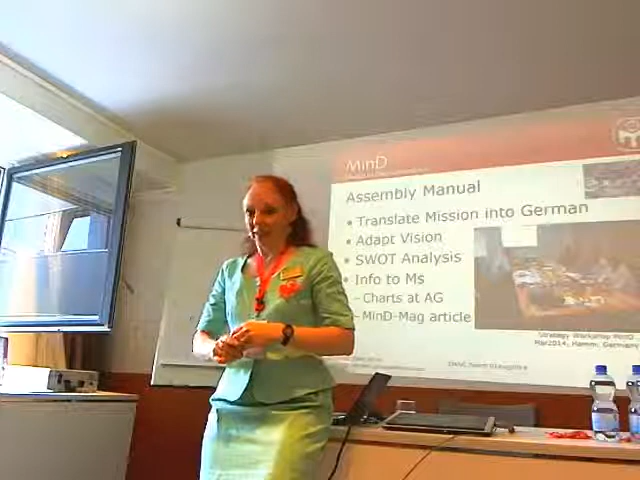 MinD
Assembly Manual
• Translate Mission into German
• Adapt Vision
• SWOT Analysis
• Info to Ms
– Charts at AG
– MinD-Mag article
Strategy Workshop MinD
Mar2014, Hamm, Germany